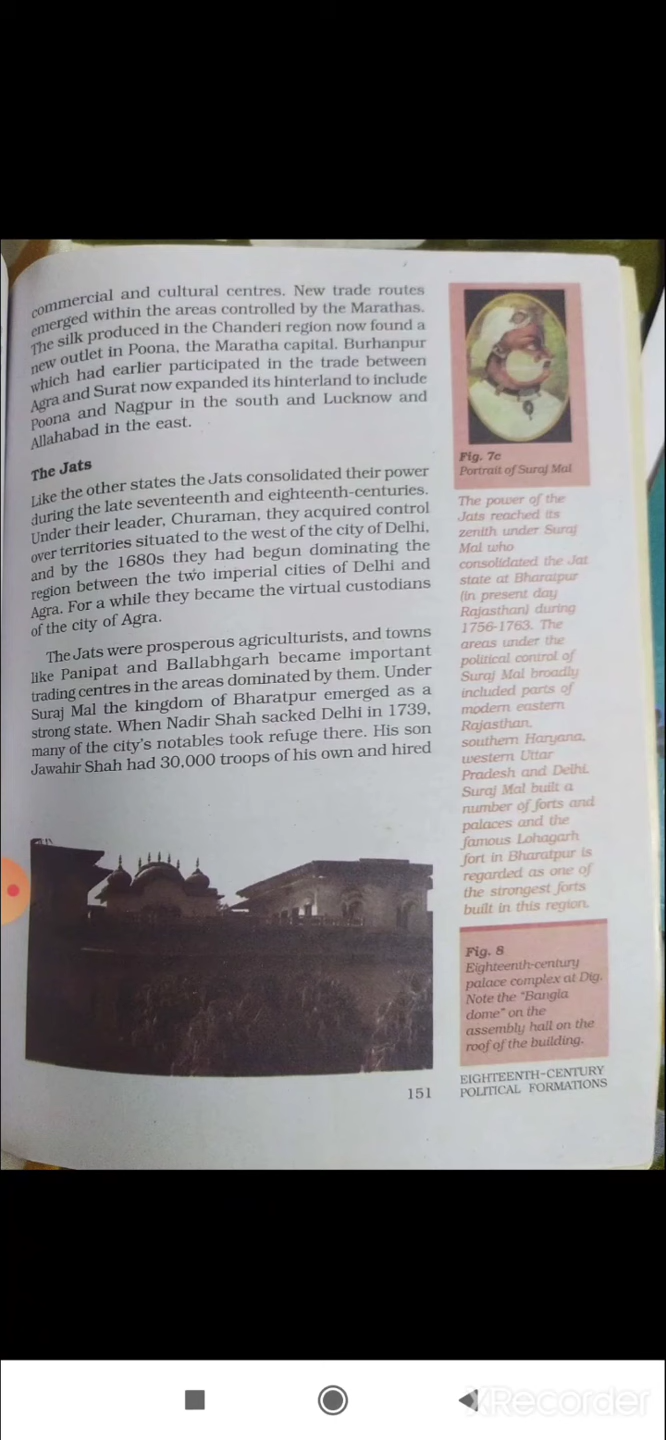 commercial and cultural centres. New trade routes
emerged within the areas controlled by the Marathas.
The silk produced in the Chanderi region now found a
new outlet in Poona, the Maratha capital. Burhanpur
which had earlier participated in the trade between
Agra and Surat now expanded its hinterland to include
Poona and Nagpur in the south and Lucknow and
Allahabad in the east.
The Jats
Like the other states the Jats consolidated their power
during the late seventeenth and eighteenth-centuries.
Under their leader, Churaman, they acquired control
over territories situated to the west of the city of Delhi,
and by the 1680s they had begun dominating the
region between the two imperial cities of Delhi and
Agra. For a while they became the virtual custodians
of the city of Agra.
The Jats were prosperous agriculturists, and towns
like Panipat and Ballabhgarh became important
trading centres in the areas dominated by them. Under
Suraj Mal the kingdom of Bharatpur emerged as a
strong state. When Nadir Shah sacked Delhi in 1739,
many of the city's notables took refuge there. His son
Jawahir Shah had 30,000 troops of his own and hired
Fig. 7c
Portrait of Suraj Mal
The power of the
Jats reached its
zenith under Suraj
Mal who
consolidated the Jat
state at Bharatpur
(in present day
Rajasthan) during
1756-1763. The
areas under the
political control of
Suraj Mal broadly
included parts of
modern eastern
Rajasthan,
southern Haryana,
western Uttar
Pradesh and Delhi.
Suraj Mal built a
number of forts and
palaces and the
famous Lohagarh
fort in Bharatpur is
regarded as one of
the strongest forts
built in this region.
Fig. 8
Eighteenth-century
palace complex at Dig.
Note the "Bangla
dome" on the
assembly hall on the
roof of the building.
151
EIGHTEENTH-CENTURY
POLITICAL FORMATIONS
XRecorder